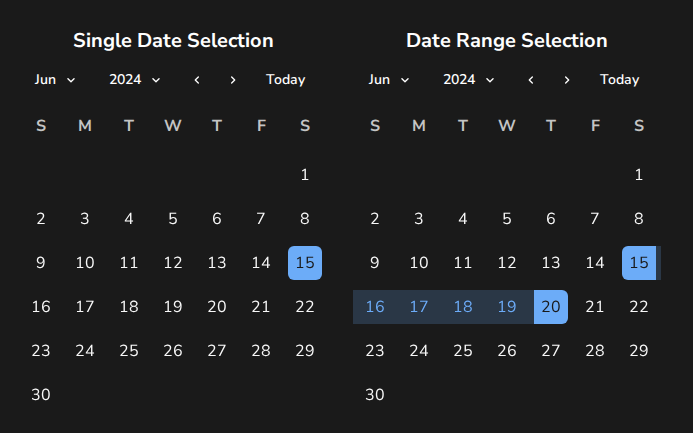 Single Date Selection
Jun 2024 Today
S M T W T F S
1
2 3 4 5 6 7 8
9 10 11 12 13 14 15
16 17 18 19 20 21 22
23 24 25 26 27 28 29
30
Date Range Selection
Jun 2024 Today
S M T W T F S
1
2 3 4 5 6 7 8
9 10 11 12 13 14 15
16 17 18 19 20 21 22
23 24 25 26 27 28 29
30